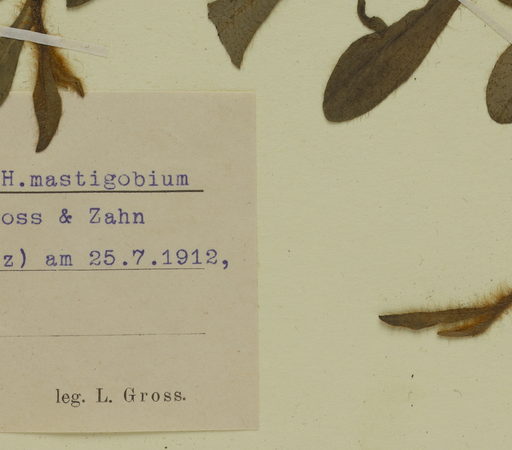 H.mastigobium
oss & Zahn
z) am 25.7.1912,
leg. L. Gross.